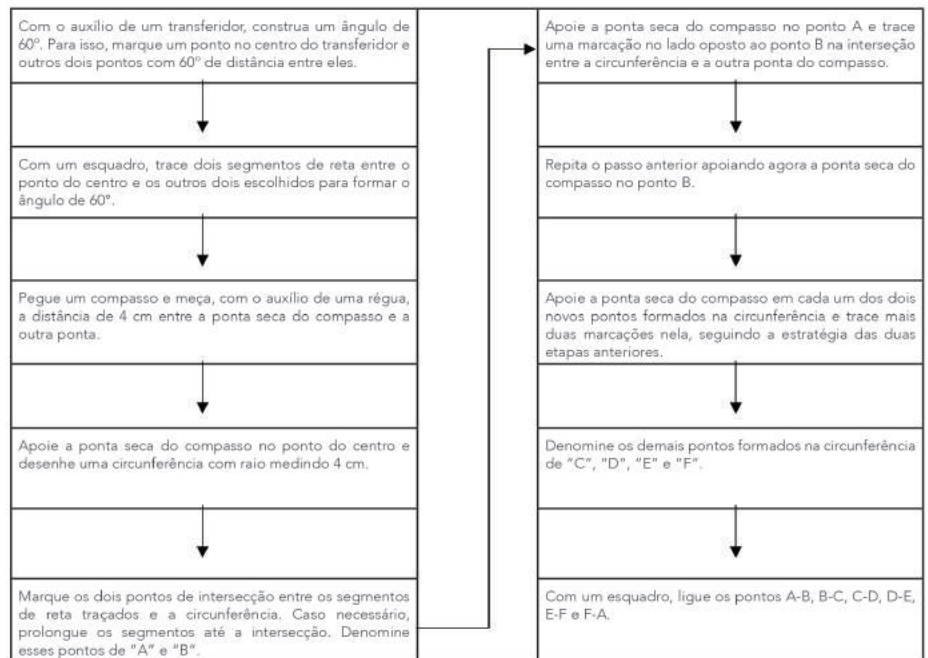 Com o auxílio de um transferidor, construa um ângulo de
60º. Para isso, marque um ponto no centro do transferidor e
outros dois pontos com 60º de distância entre eles.
Com um esquadro, trace dois segmentos de reta entre o
ponto do centro e os outros dois escolhidos para formar o
ângulo de 60°.
Pegue um compasso e meça, com o auxílio de uma régua,
a distância de 4 cm entre a ponta seca do compasso e a
outra ponta.
Apoie a ponta seca do compasso no ponto do centro e
desenhe uma circunferência com raio medindo 4 cm.
Marque os dois pontos de intersecção entre os segmentos
de reta traçados e a circunferência. Caso necessário,
prolongue os segmentos até a intersecção. Denomine
esses pontos de "A" e "B".
Apoie a ponta seca do compasso no ponto A e trace
uma marcação no lado oposto ao ponto B na interseção
entre a circunferência e a outra ponta do compasso.
Repita o passo anterior apoiando agora a ponta seca do
compasso no ponto B.
Apoie a ponta seca do compasso em cada um dos dois
novos pontos formados na circunferência e trace mais
duas marcações nela, seguindo a estratégia das duas
etapas anteriores.
Denomine os demais pontos formados na circunferência
de "C", "D", "E" e "F".
Com um esquadro, ligue os pontos A-B, B-C, C-D, D-E,
E-F e F-A.